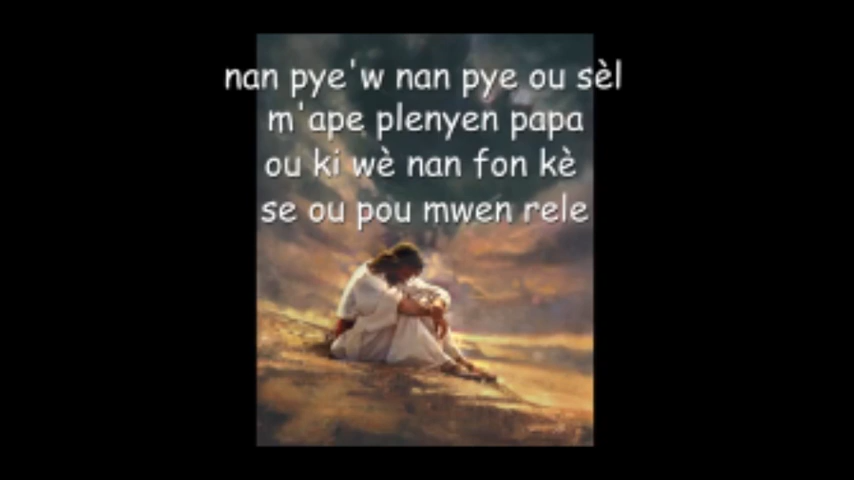 nan pye'w nan pye ou sèl
m'ape plenyen papa
ou ki wè nan fon kè
se ou pou mwen rele